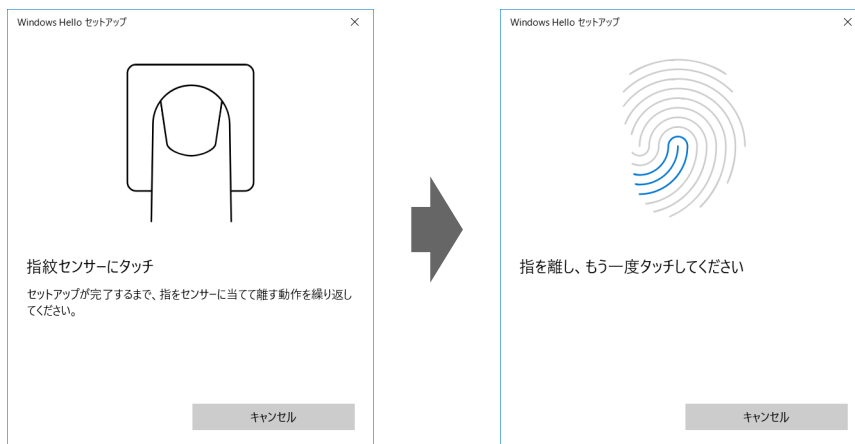 Windows Hello セットアップ
指紋センサーにタッチ
セットアップが完了するまで、指をセンサーに当てて離す動作を繰り返し
てください。
キャンセル
Windows Hello セットアップ
指を離し、もう一度タッチしてください
キャンセル